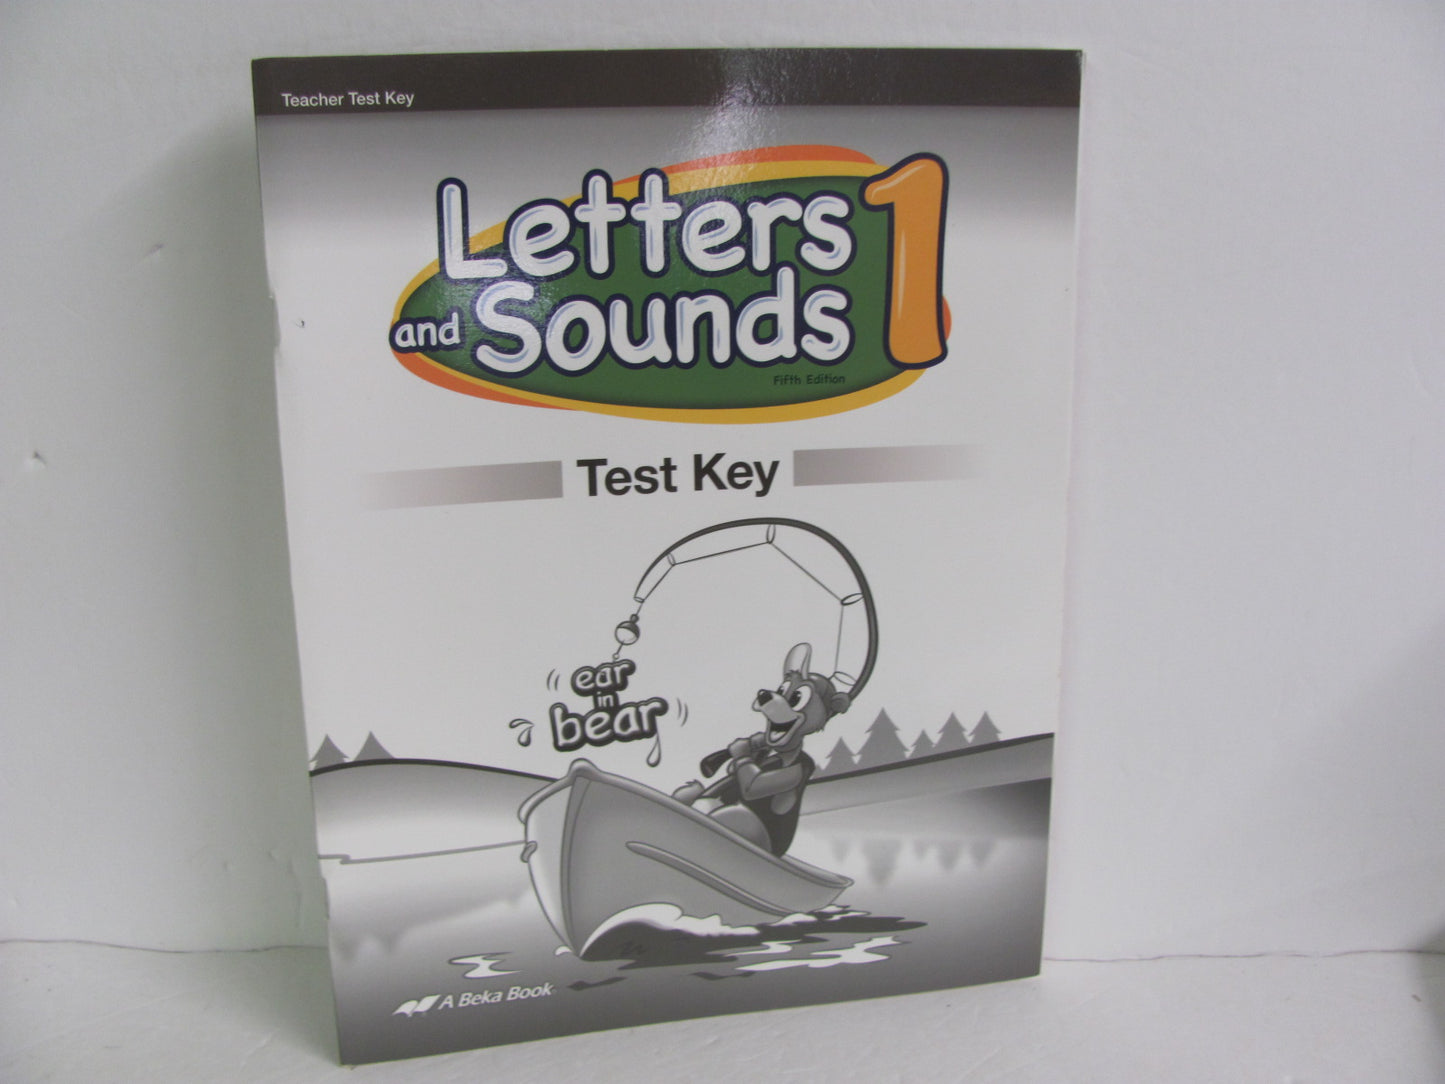 Teacher Test Key
Letters
and Sounds 1
Fifth Edition
Test Key
ear
in
bear
A Beka Book